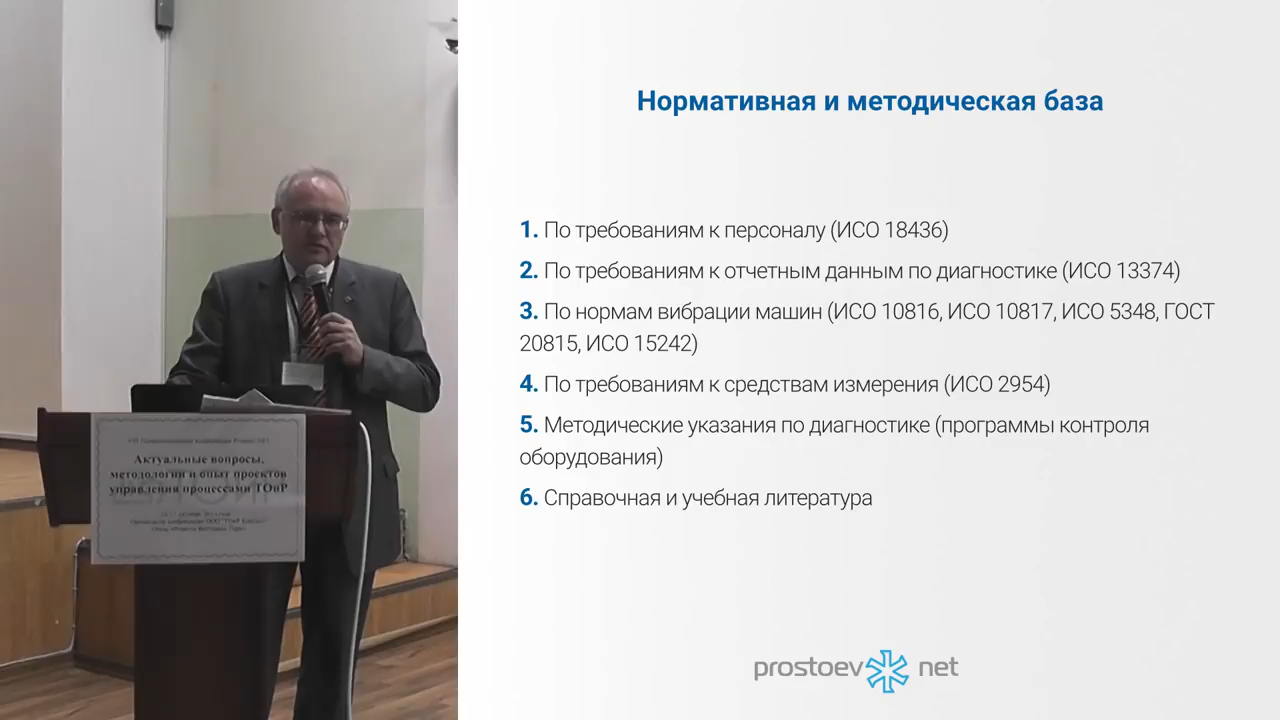 Нормативная и методическая база
1. По требованиям к персоналу (ИСО 18436)
2. По требованиям к отчетным данным по диагностике (ИСО 13374)
3. По нормам вибрации машин (ИСО 10816, ИСО 10817, ИСО 5348, ГОСТ
20815, ИСО 15242)
4. По требованиям к средствам измерения (ИСО 2954)
5. Методические указания по диагностике (программы контроля
оборудования)
6. Справочная и учебная литература
prostoev net
Актуальные вопросы,
методологии и опыт проектов
управления процессами ТОиР